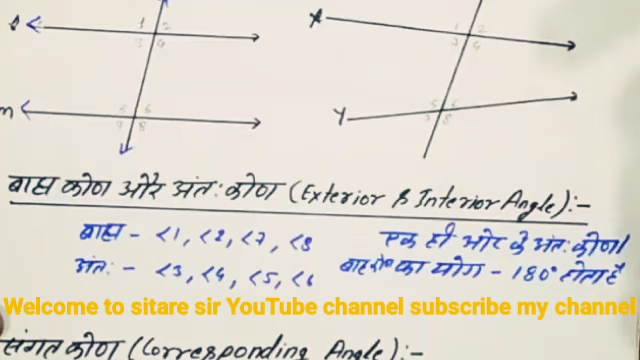 1 2
3 4
m
5 6
7 8
1 2
3 4
y
5 6
8
बाह्य कोण और अंतः कोण (Exterior & Interior Angle):-
बाह्य - <1, <2, <7, <8
अंतः - <3, <4, <5, <6
एक ही ओर के अंतः कोण/
बाह्य को० का योग - 180° होता है
Welcome to sitare sir YouTube channel subscribe my channel
संगत कोण (Corresponding Angle):-